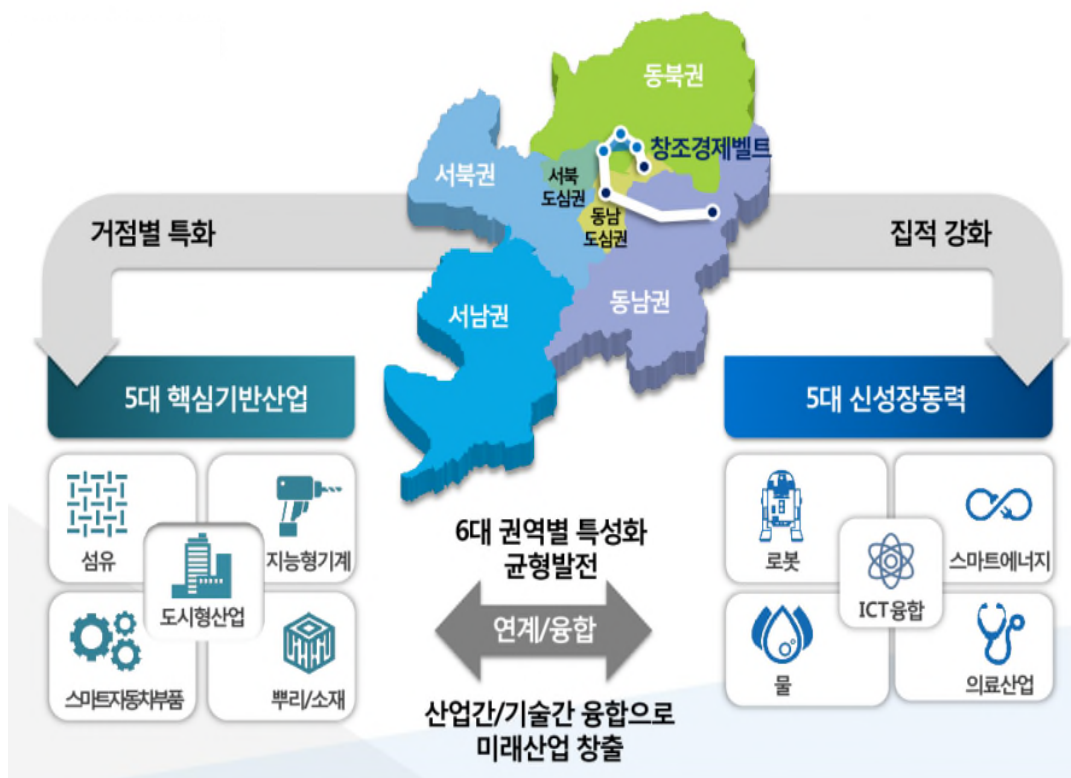 동북권
창조경제벨트
서북권
서북
도심권
동남
도심권
거점별 특화
집적 강화
서남권
동남권
5대 핵심기반산업
5대 신성장동력
섬유
지능형기계
도시형산업
스마트자동차부품
뿌리/소재
6대 권역별 특성화
균형발전
연계/융합
산업간/기술간 융합으로
미래산업 창출
로봇
스마트에너지
ICT융합
물
의료산업